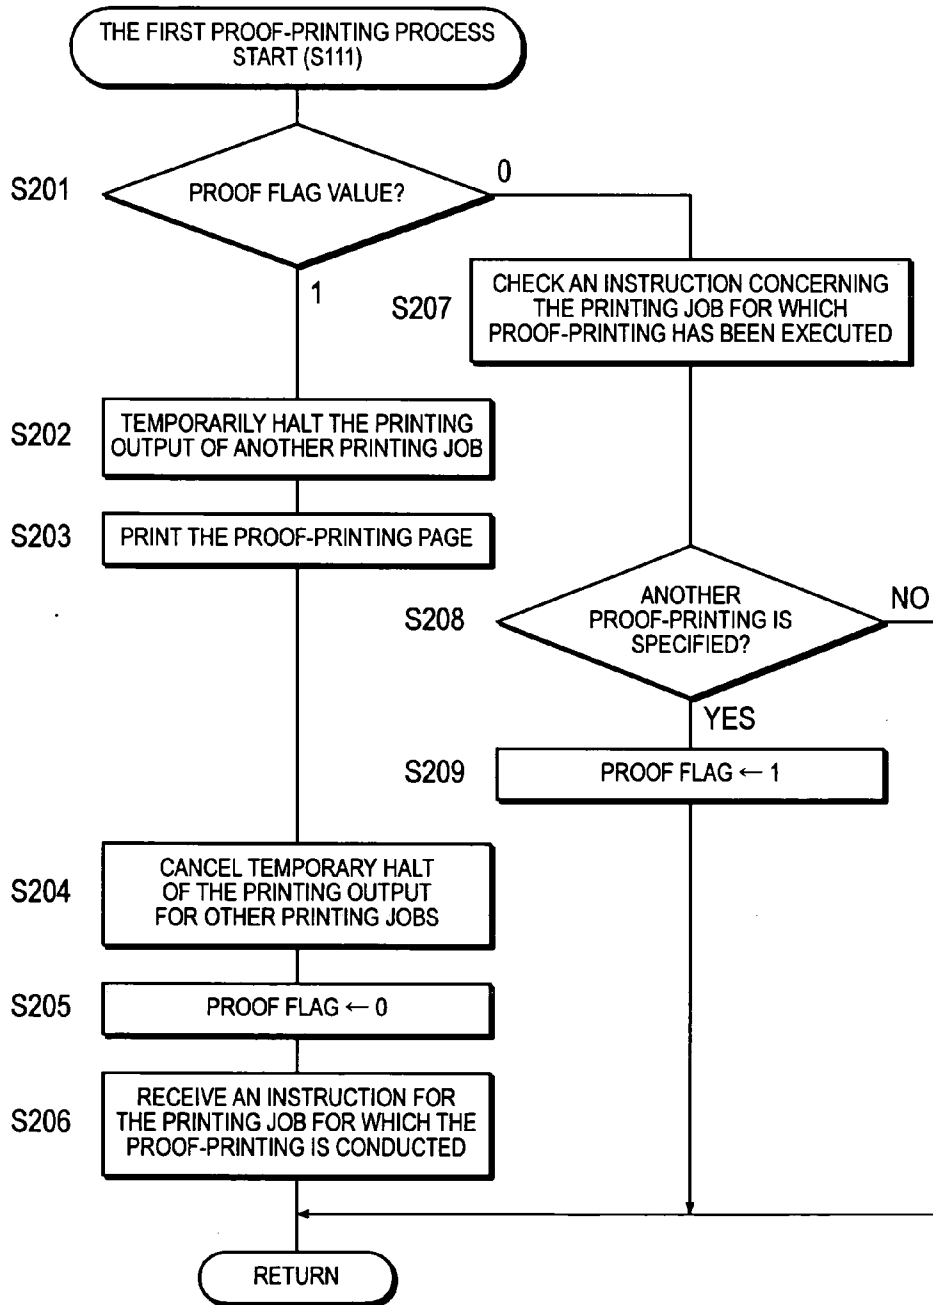 THE FIRST PROOF-PRINTING PROCESS
START (S111)
S201
PROOF FLAG VALUE?
0
1
S207
CHECK AN INSTRUCTION CONCERNING
THE PRINTING JOB FOR WHICH
PROOF-PRINTING HAS BEEN EXECUTED
S202
TEMPORARILY HALT THE PRINTING
OUTPUT OF ANOTHER PRINTING JOB
S203
PRINT THE PROOF-PRINTING PAGE
S208
ANOTHER
PROOF-PRINTING IS
SPECIFIED?
NO
YES
S209
PROOF FLAG ← 1
S204
CANCEL TEMPORARY HALT
OF THE PRINTING OUTPUT
FOR OTHER PRINTING JOBS
S205
PROOF FLAG ← 0
S206
RECEIVE AN INSTRUCTION FOR
THE PRINTING JOB FOR WHICH THE
PROOF-PRINTING IS CONDUCTED
RETURN